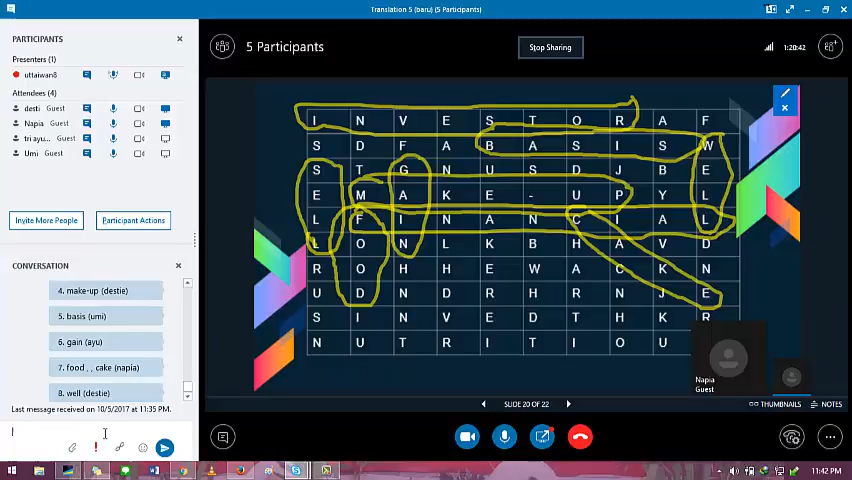 Translation 5 (baru) (5 Participants)
PARTICIPANTS
Presenters (1)
uttaiwan8
Attendees (4)
desti Guest
Napia Guest
tri ayu... Guest
Umi Guest
Invite More People
Participant Actions
CONVERSATION
4. make-up (destie)
5. basis (umi)
6. gain (ayu)
7. food , , cake (napia)
8. well (destie)
Last message received on 10/5/2017 at 11:35 PM.
5 Participants
Stop Sharing
1:20:42
I N V E S T O R A F
S D F A B A S I S W
S T G N U S D J B E
E M A K E - U P Y L
L F I N A N C I A L
L O N L K B H A V D
R O H H E W A C K N
U D N D R H R N J E
S I N V E D T H K R
N U T R I T I O U
Napia
Guest
SLIDE 20 OF 22
THUMBNAILS
NOTES
11:42 PM